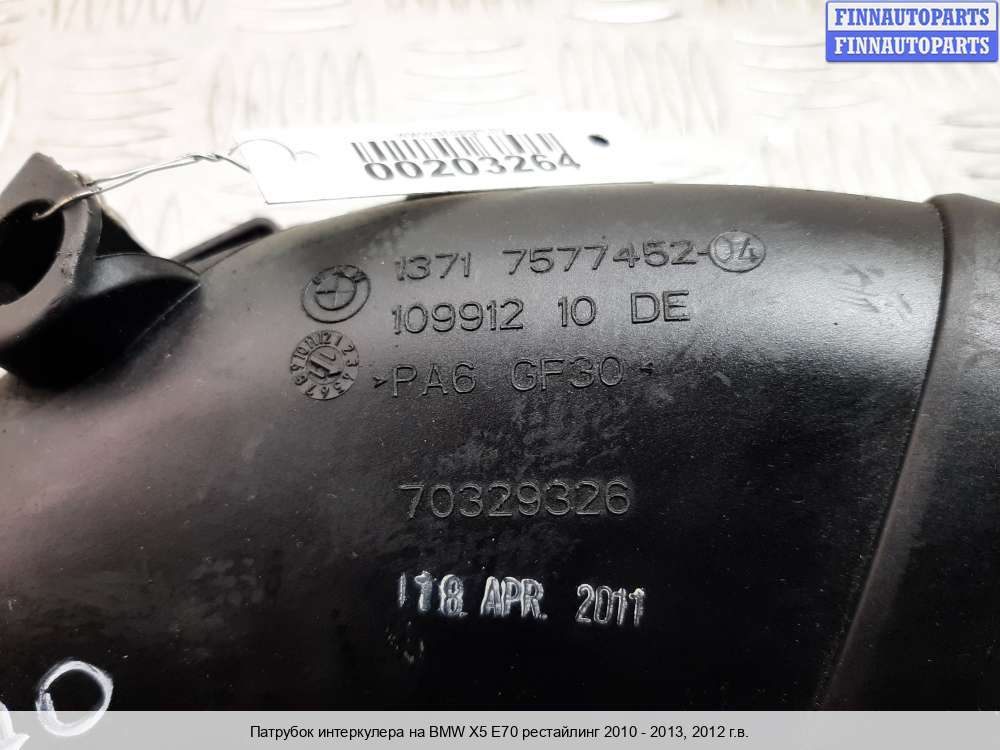 FINNAUTOPARTS
FINNAUTOPARTS
00203264
1371 7577452-04
109912 10 DE
>PA6 GF30<
70329326
18. APR. 2011
Патрубок интеркулера на BMW X5 E70 рестайлинг 2010 - 2013, 2012 г.в.